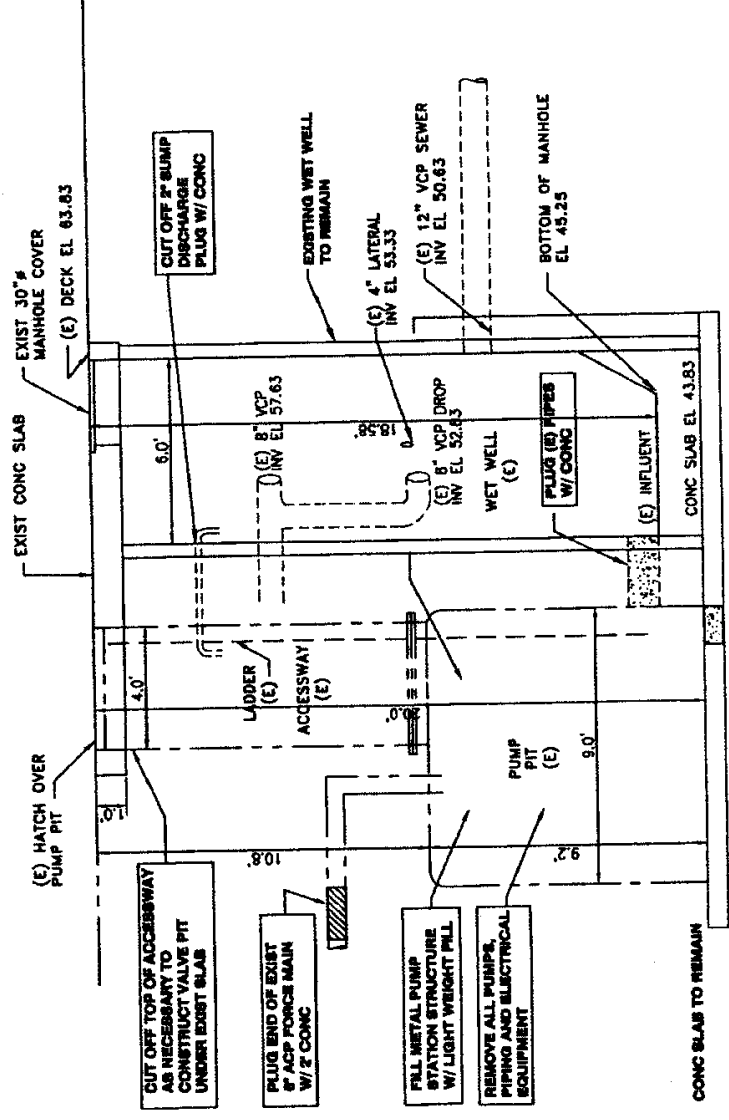 EXIST CONC SLAB
EXIST 30"ø
MANHOLE COVER
(E) DECK EL 63.83
(E) HATCH OVER
PUMP PIT
1.0'
4.0'
6.0'
CUT OFF 2" SUMP
DISCHARGE
PLUG W/ CONC
EXISTING WET WELL
TO REMAIN
CUT OFF TOP OF ACCESSWAY
AS NECESSARY TO
CONSTRUCT VALVE PIT
UNDER EXIST SLAB
LADDER
(E)
ACCESSWAY
(E)
(E) 8" VCP
INV EL 57.63
18.58'
(E) 4" LATERAL
INV EL 53.33
(E) 8" VCP DROP
INV EL 52.83
(E) 12" VCP SEWER
INV EL 50.63
10.8'
PLUG END OF EXIST
6" ACP FORCE MAIN
W/ 2' CONC
WET WELL
(E)
PLUG (E) PIPES
W/ CONC
BOTTOM OF MANHOLE
EL 45.25
(E) INFLUENT
CONC SLAB EL 43.83
PUMP
PIT
(E)
9.0'
9.2'
FILL METAL PUMP
STATION STRUCTURE
W/ LIGHT WEIGHT FILL
REMOVE ALL PUMPS,
PIPING AND ELECTRICAL
EQUIPMENT
CONC SLAB TO REMAIN